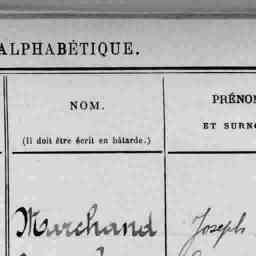 ALPHABÉTIQUE.
NOM.
(Il doit être écrit en bâtarde.)
PRÉNOM
ET SURNO
Marchand
Joseph